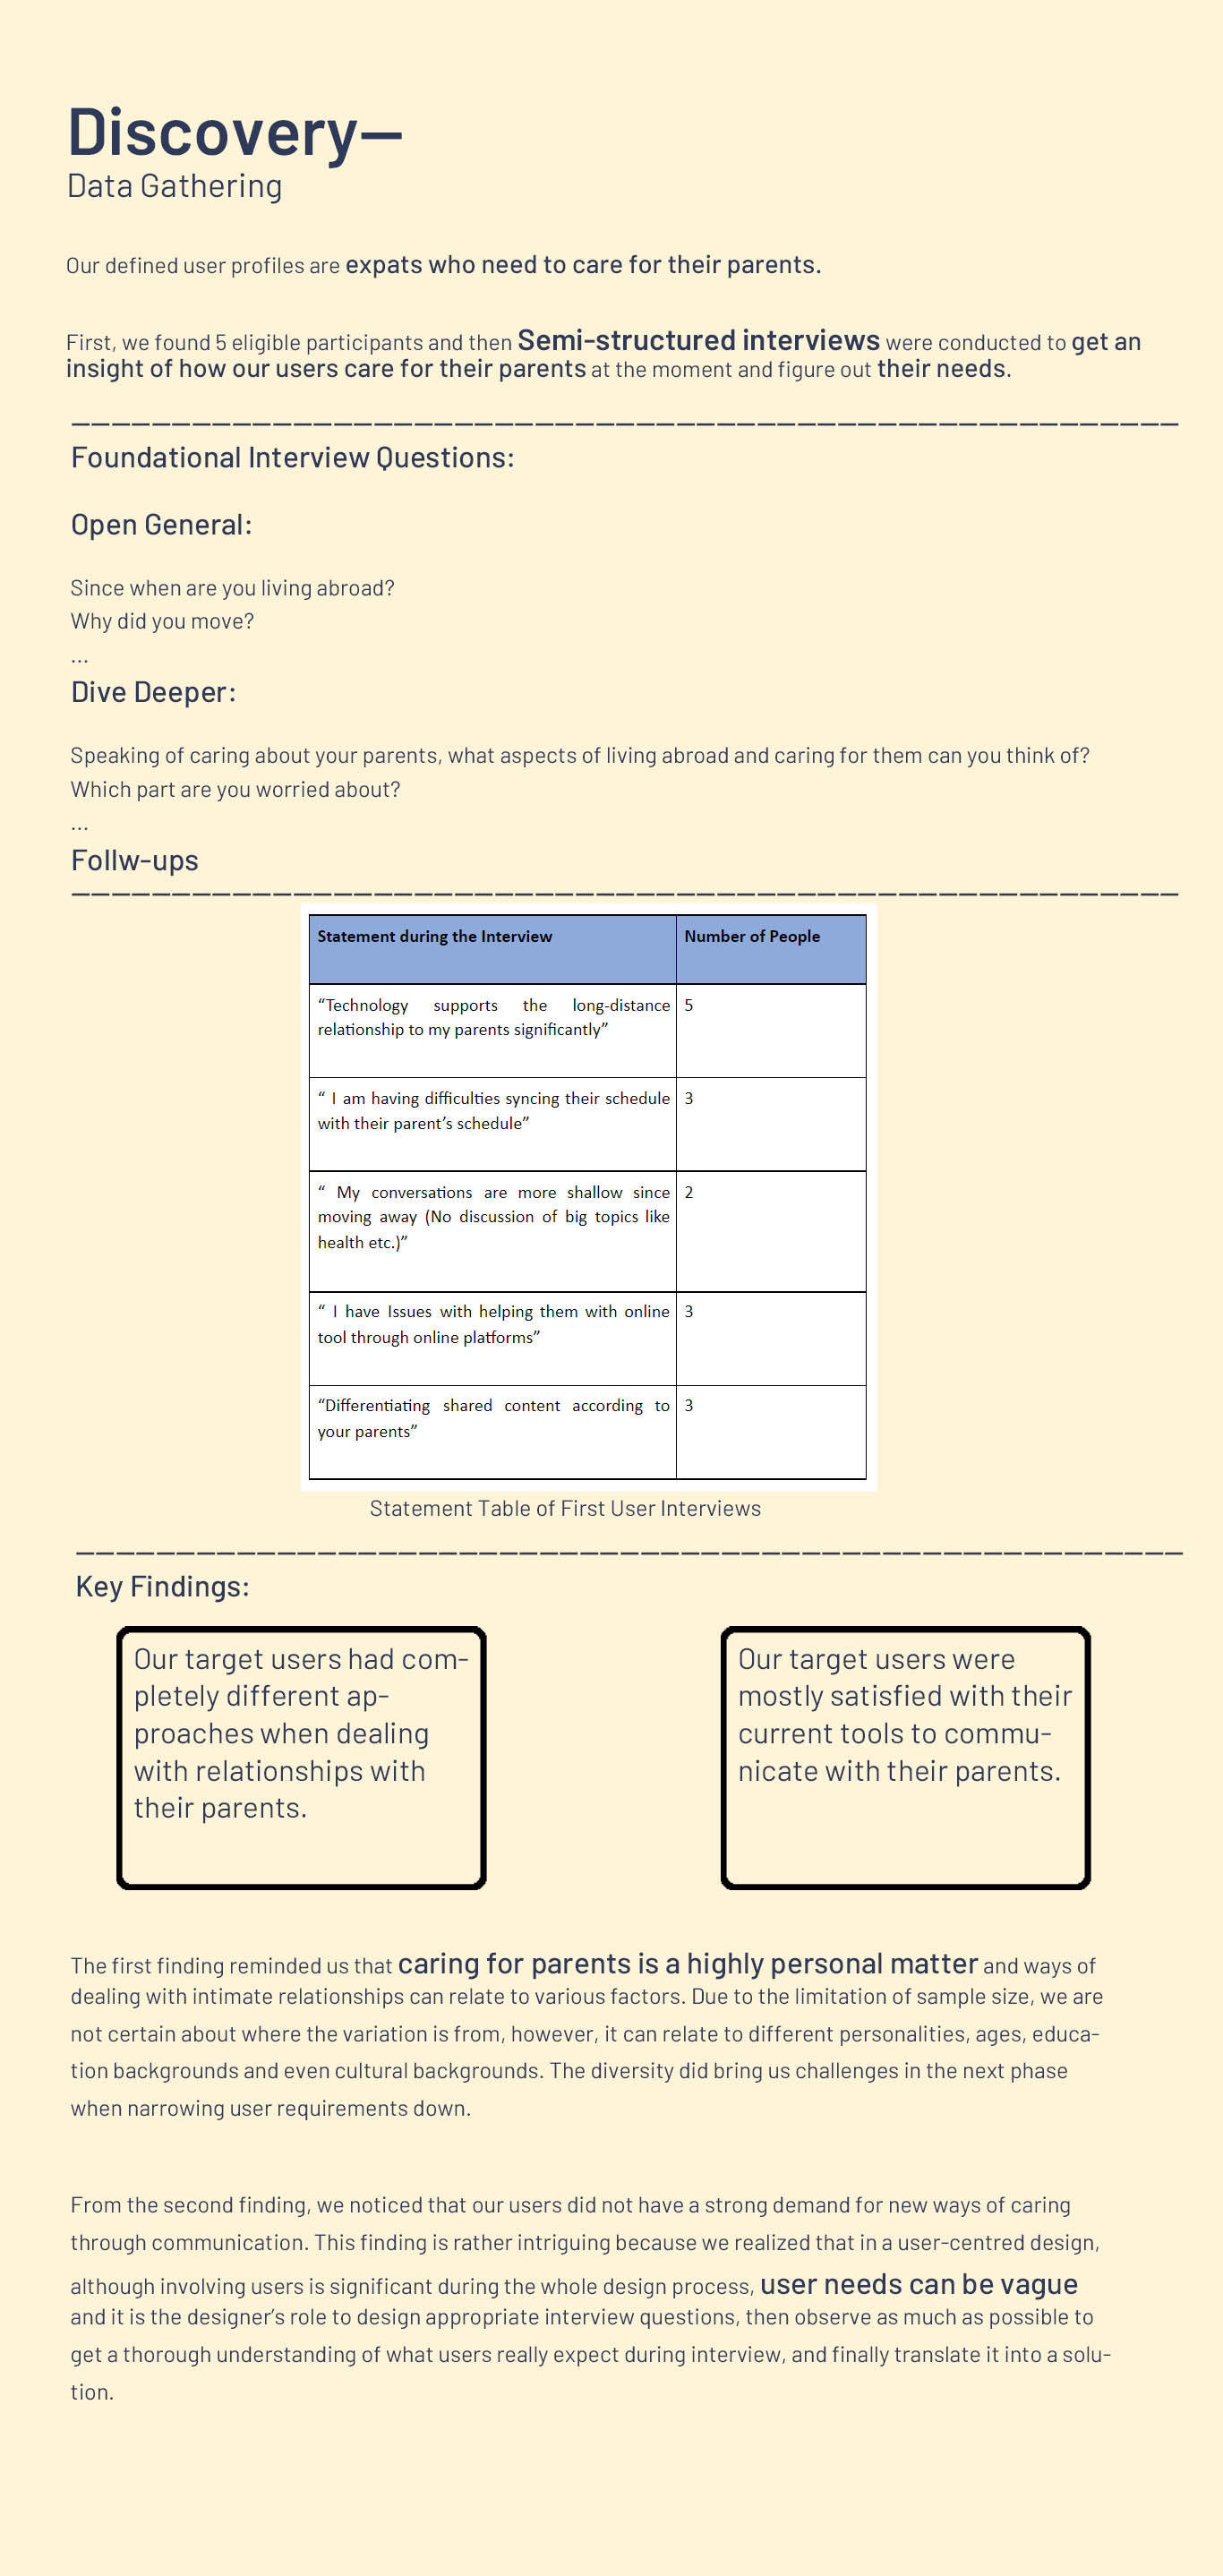 Discovery—
Data Gathering
Our defined user profiles are expats who need to care for their parents.
First, we found 5 eligible participants and then Semi-structured interviews were conducted to get an
insight of how our users care for their parents at the moment and figure out their needs.
Foundational Interview Questions:
Open General:
Since when are you living abroad?
Why did you move?
...
Dive Deeper:
Speaking of caring about your parents, what aspects of living abroad and caring for them can you think of?
Which part are you worried about?
...
Follw-ups
Statement during the Interview Number of People
“Technology supports the long-distance 5
relationship to my parents significantly”
“ I am having difficulties syncing their schedule 3
with their parent’s schedule”
“ My conversations are more shallow since 2
moving away (No discussion of big topics like
health etc.)”
“ I have Issues with helping them with online 3
tool through online platforms”
“Differentiating shared content according to 3
your parents”
Statement Table of First User Interviews
Key Findings:
Our target users had com-
pletely different ap-
proaches when dealing
with relationships with
their parents.
Our target users were
mostly satisfied with their
current tools to commu-
nicate with their parents.
The first finding reminded us that caring for parents is a highly personal matter and ways of
dealing with intimate relationships can relate to various factors. Due to the limitation of sample size, we are
not certain about where the variation is from, however, it can relate to different personalities, ages, educa-
tion backgrounds and even cultural backgrounds. The diversity did bring us challenges in the next phase
when narrowing user requirements down.
From the second finding, we noticed that our users did not have a strong demand for new ways of caring
through communication. This finding is rather intriguing because we realized that in a user-centred design,
although involving users is significant during the whole design process, user needs can be vague
and it is the designer’s role to design appropriate interview questions, then observe as much as possible to
get a thorough understanding of what users really expect during interview, and finally translate it into a solu-
tion.